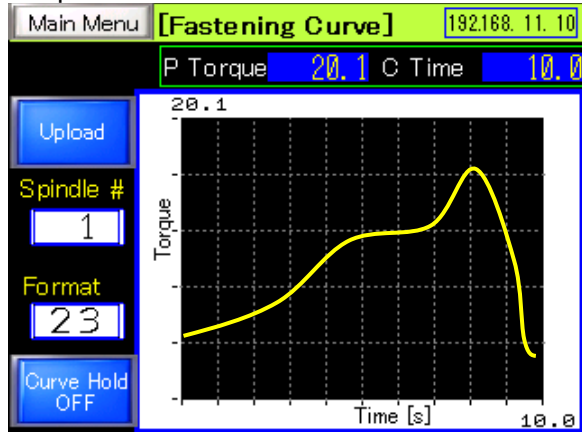 Main Menu [Fastening Curve] 192.168. 11. 10
P Torque 20.1 C Time 10.0
20.1
Upload
Spindle #
1
Torque
Format
23
Curve Hold
OFF
Time [s]
10.0